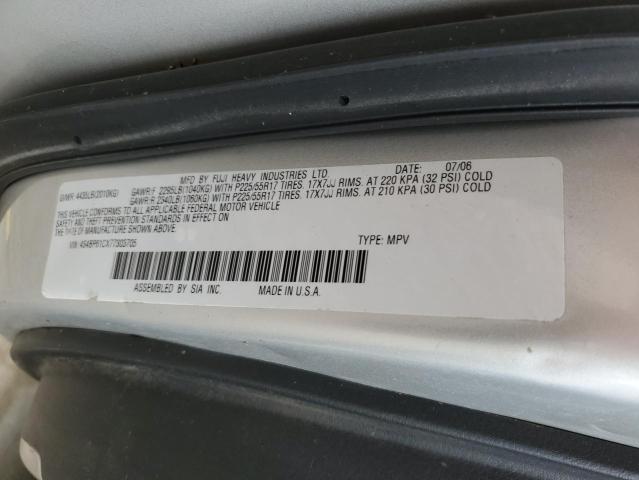 MFD BY FUJI HEAVY INDUSTRIES LTD. DATE: 07/06
GVWR: 4435LB(2010KG) GAWR:F 2295LB(1040KG) WITH P225/55R17 TIRES. 17X7JJ RIMS. AT 220 KPA (32 PSI) COLD
GAWR:R 2340LB(1060KG) WITH P225/55R17 TIRES. 17X7JJ RIMS. AT 210 KPA (30 PSI) COLD
THIS VEHICLE CONFORMS TO ALL APPLICABLE FEDERAL MOTOR VEHICLE
SAFETY AND THEFT PREVENTION STANDARDS IN EFFECT ON THE
DATE OF MANUFACTURE SHOWN ABOVE.
VIN: 4S4BP61CX77303705 TYPE: MPV
ASSEMBLED BY SIA INC. MADE IN U.S.A.